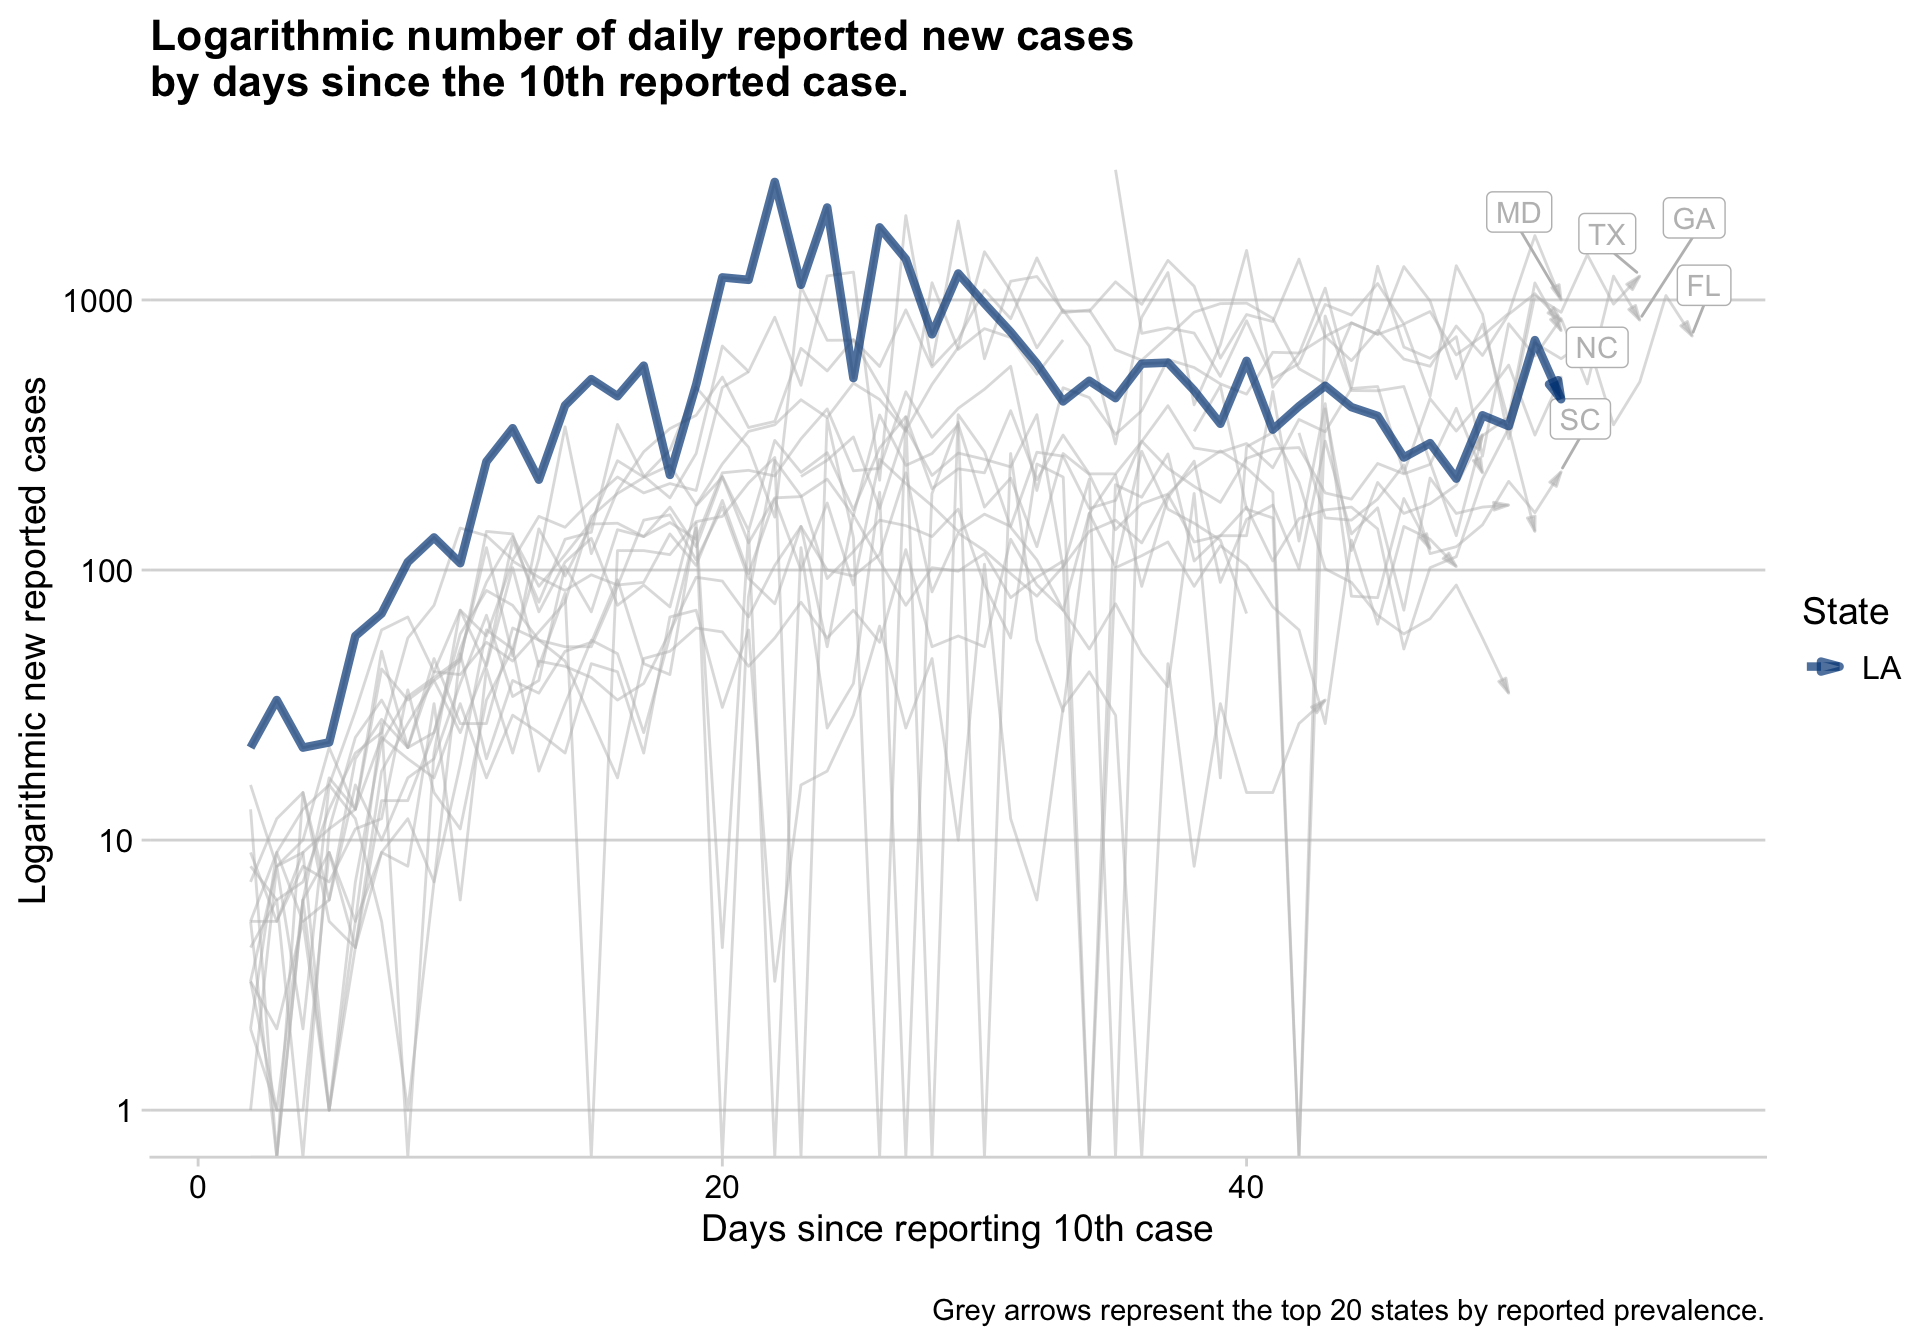 Logarithmic number of daily reported new cases
by days since the 10th reported case.
Logarithmic new reported cases
1000
100
10
1
MD
TX
GA
FL
NC
SC
State
LA
0
20
40
Days since reporting 10th case
Grey arrows represent the top 20 states by reported prevalence.